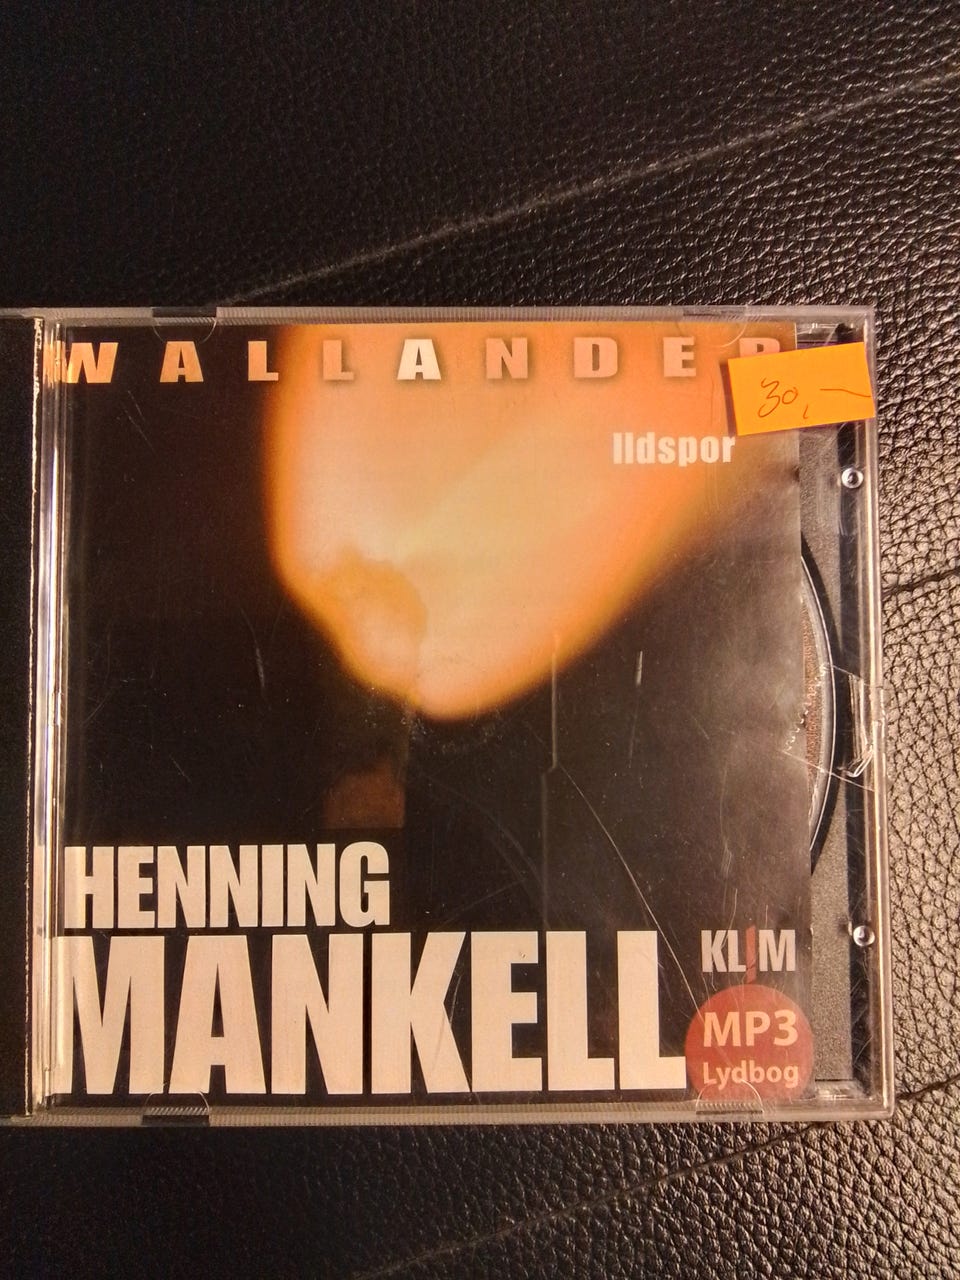 WALLANDER
30,-
Ildspor
HENNING
MANKELL
KLIM
MP3
Lydbog